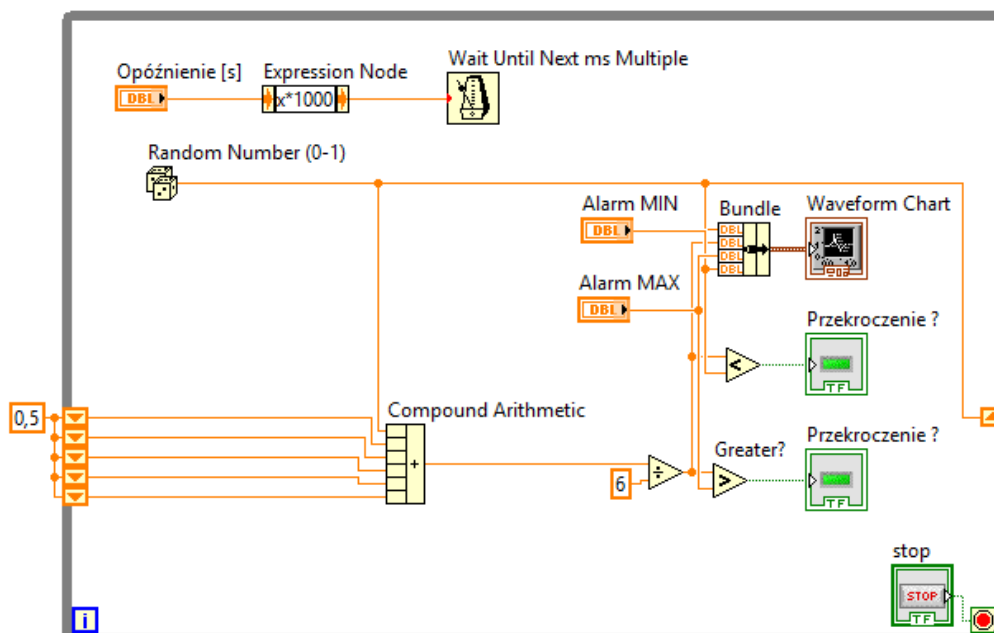 Wait Until Next ms Multiple
Opóźnienie [s]
Expression Node
DBL
x*1000
Random Number (0-1)
Alarm MIN
Bundle
Waveform Chart
DBL
DBL
DBL
DBL
DBL
Alarm MAX
DBL
Przekroczenie ?
<
TF
0,5
Compound Arithmetic
+
Przekroczenie ?
Greater?
÷
6
>
TF
stop
STOP
TF
i